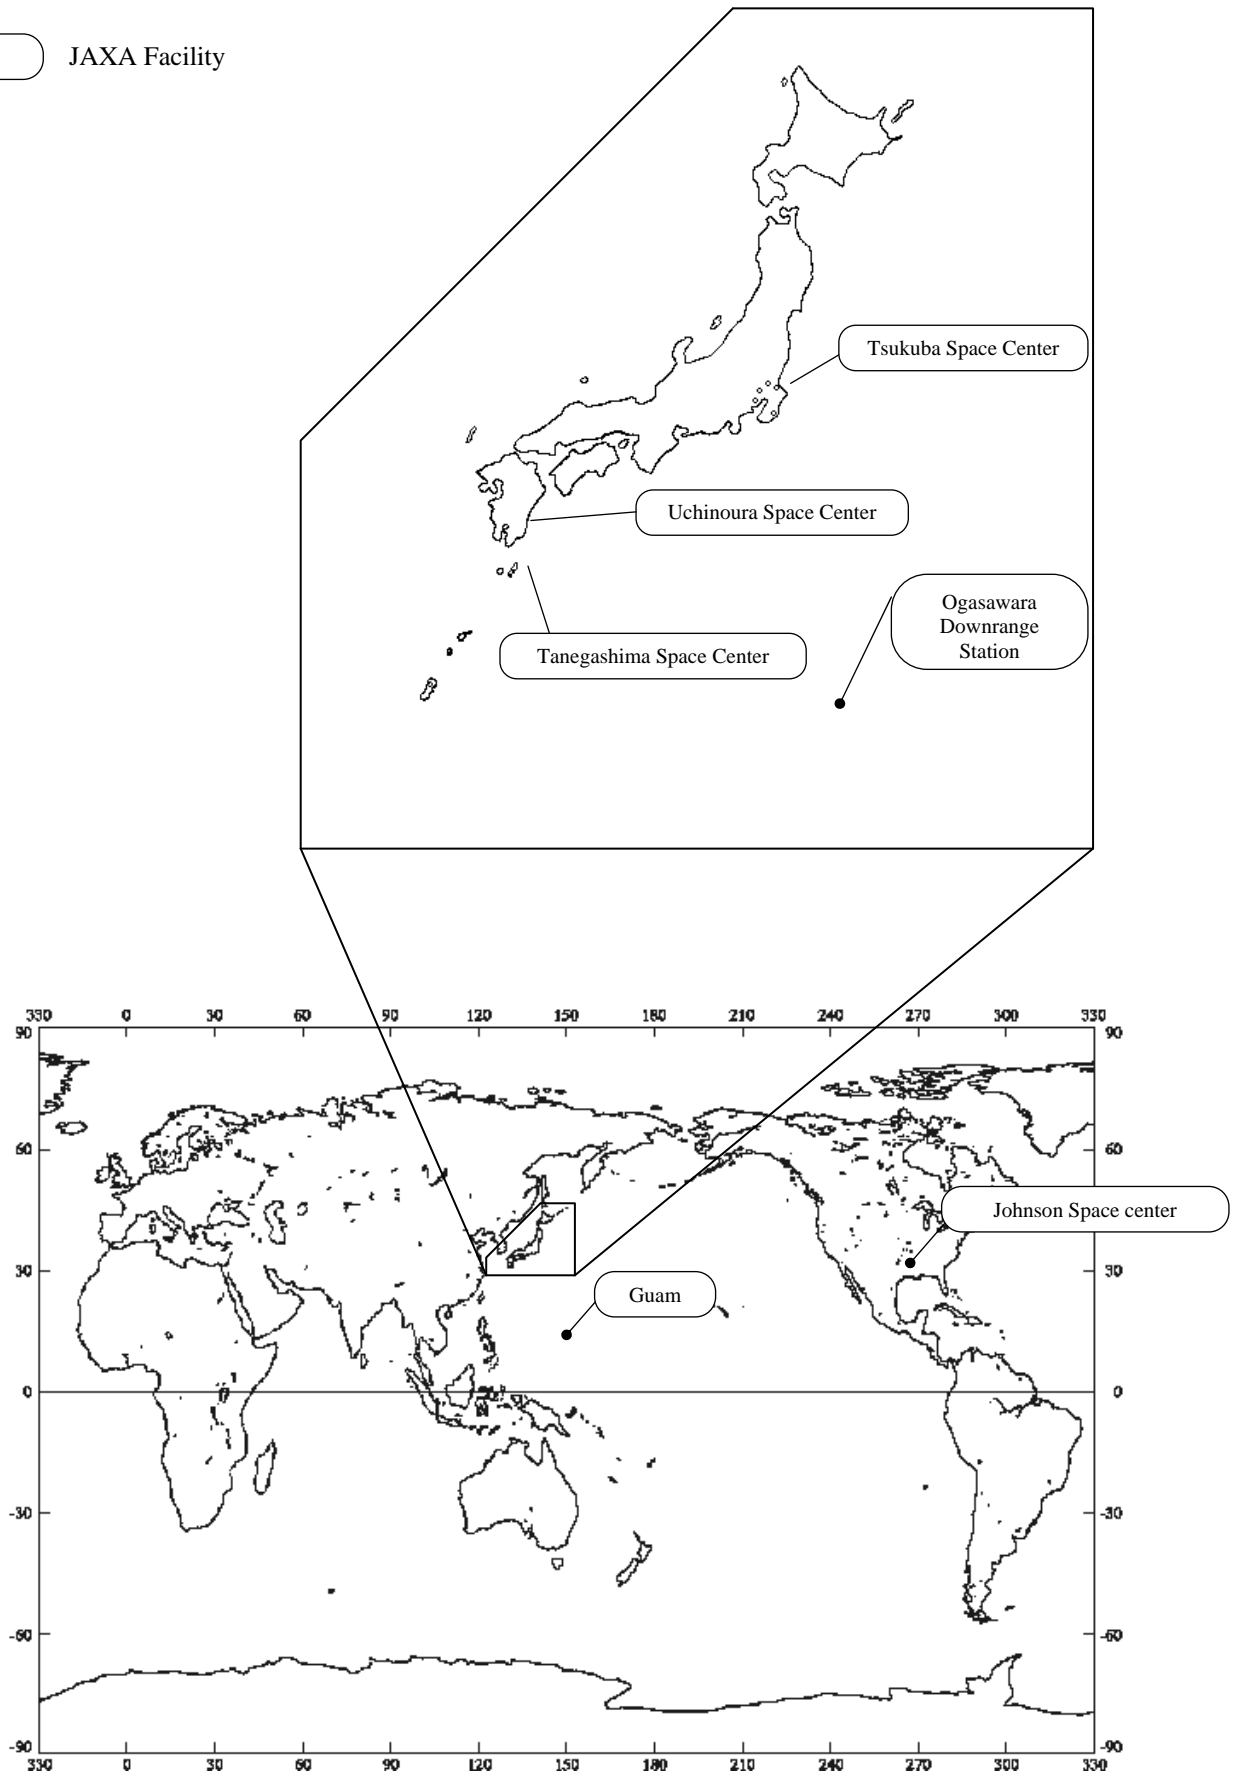 JAXA Facility
Tsukuba Space Center
Uchinoura Space Center
Ogasawara
Downrange
Station
Tanegashima Space Center
330 0 30 60 90 120 150 180 210 240 270 300 330
90 90
60 60
Johnson Space center
30 30
Guam
0 0
-30 -30
-60 -60
-90 -90
330 0 30 60 90 120 150 180 210 240 270 300 330